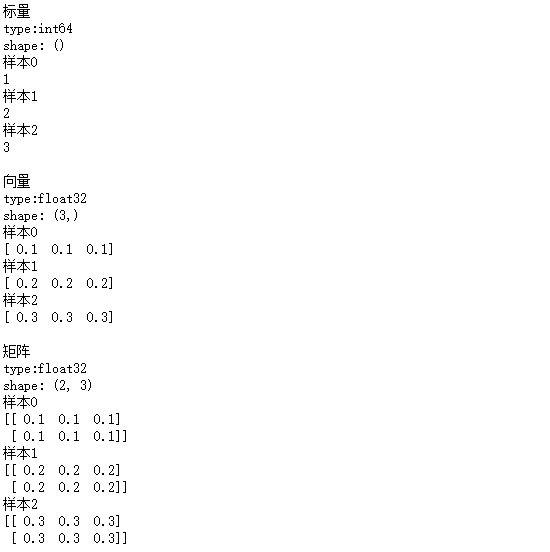 标量
type:int64
shape: ()
样本0
1
样本1
2
样本2
3

向量
type:float32
shape: (3,)
样本0
[ 0.1  0.1  0.1]
样本1
[ 0.2  0.2  0.2]
样本2
[ 0.3  0.3  0.3]

矩阵
type:float32
shape: (2, 3)
样本0
[[ 0.1  0.1  0.1]
 [ 0.1  0.1  0.1]]
样本1
[[ 0.2  0.2  0.2]
 [ 0.2  0.2  0.2]]
样本2
[[ 0.3  0.3  0.3]
 [ 0.3  0.3  0.3]]